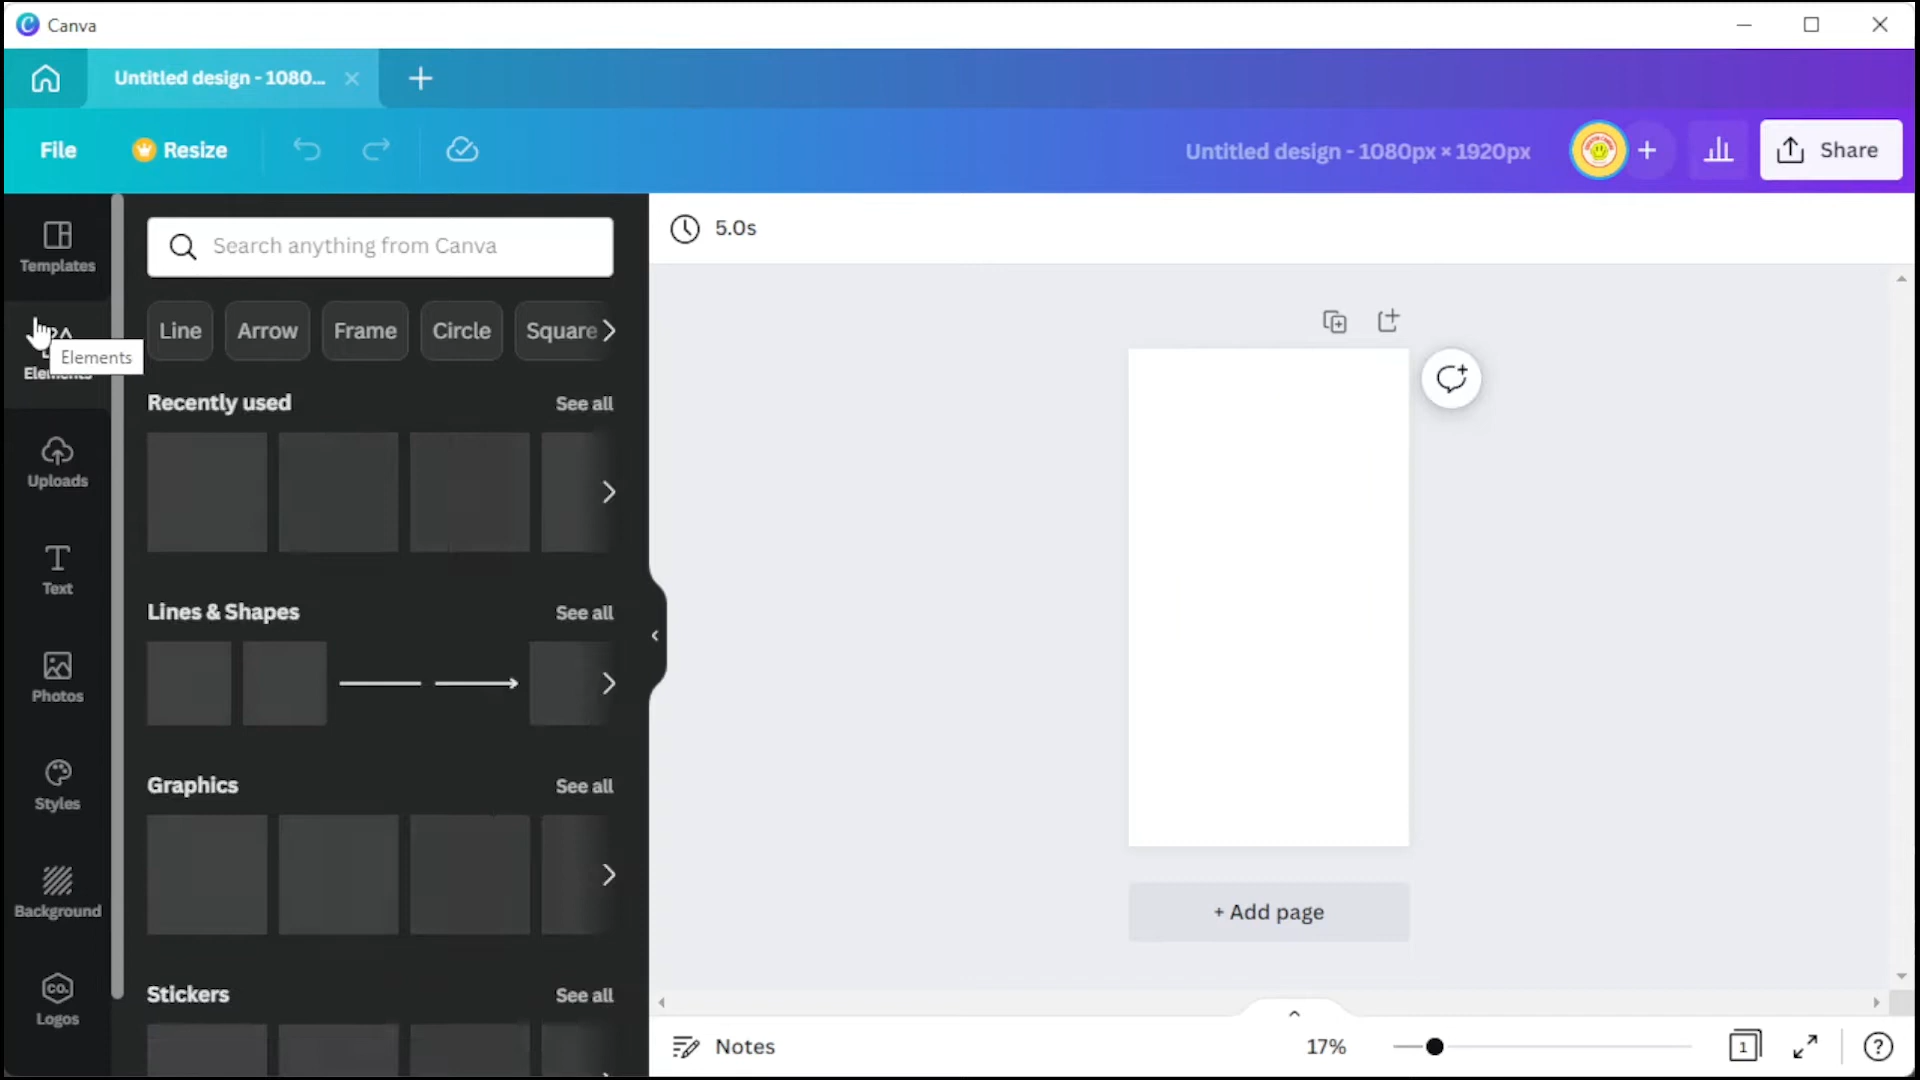 Canva
Untitled design - 1080...
File
Resize
Untitled design - 1080px × 1920px
Share
Templates
Elements
Elements
Uploads
Text
Photos
Styles
Background
CO.
Logos
Search anything from Canva
Line
Arrow
Frame
Circle
Square
Recently used
See all
Lines & Shapes
See all
Graphics
See all
Stickers
See all
5.0s
+ Add page
Notes
17%
1
?